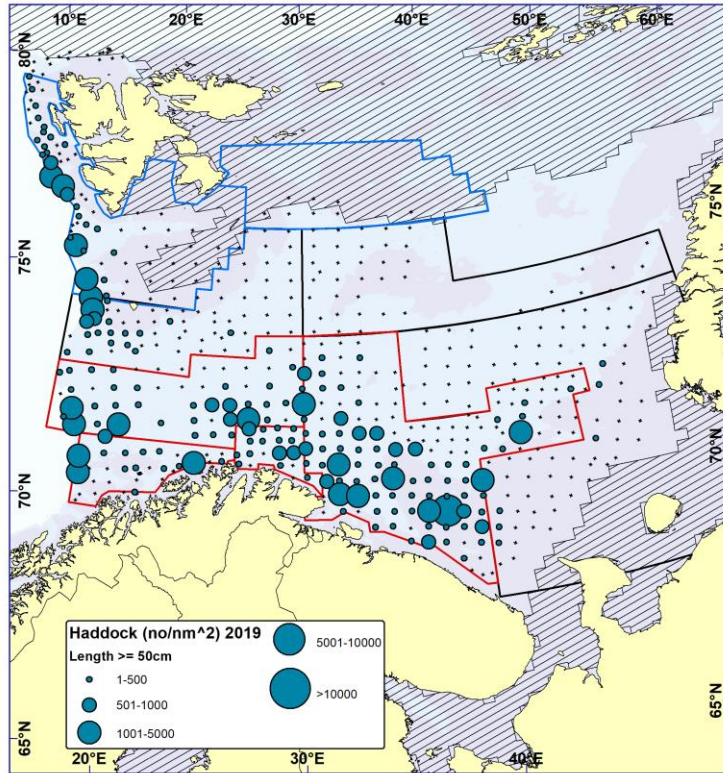 10°E 20°E 30°E 40°E 50°E 60°E
80°N
75°N
75°N
70°N
70°N
65°N
65°N
Haddock (no/nm^2) 2019
Length >= 50cm
1-500
501-1000
1001-5000
5001-10000
>10000
20°E 30°E 40°E